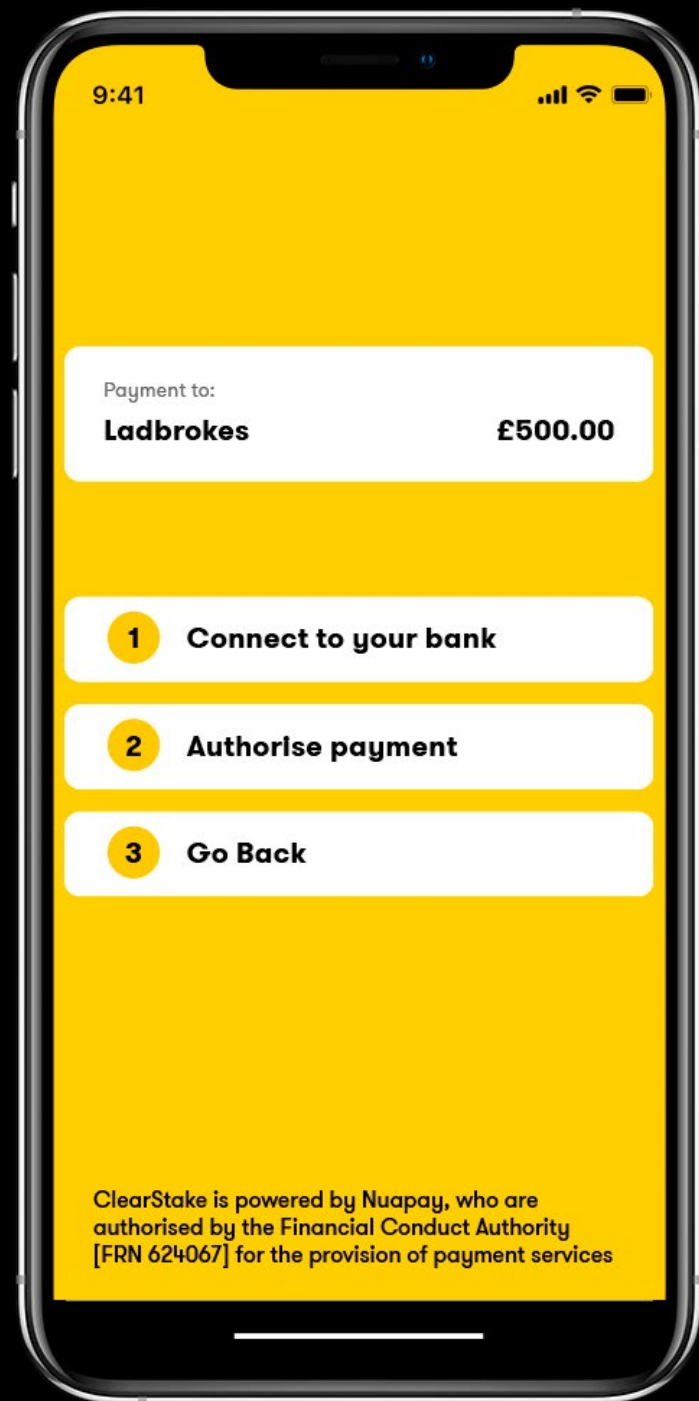 9:41
Payment to:
Ladbrokes £500.00
1 Connect to your bank
2 Authorise payment
3 Go Back
ClearStake is powered by Nuapay, who are
authorised by the Financial Conduct Authority
[FRN 624067] for the provision of payment services